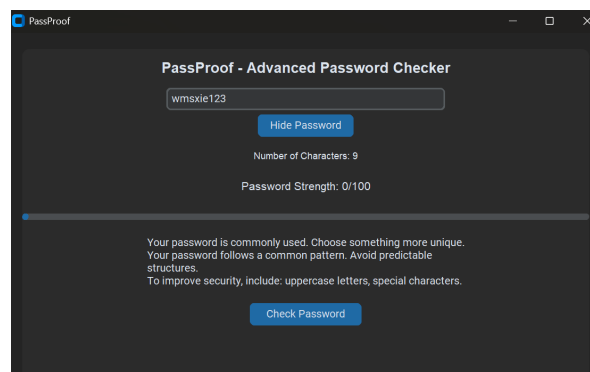 PassProof
PassProof - Advanced Password Checker
wmsxie123
Hide Password
Number of Characters: 9
Password Strength: 0/100
Your password is commonly used. Choose something more unique.
Your password follows a common pattern. Avoid predictable
structures.
To improve security, include: uppercase letters, special characters.
Check Password